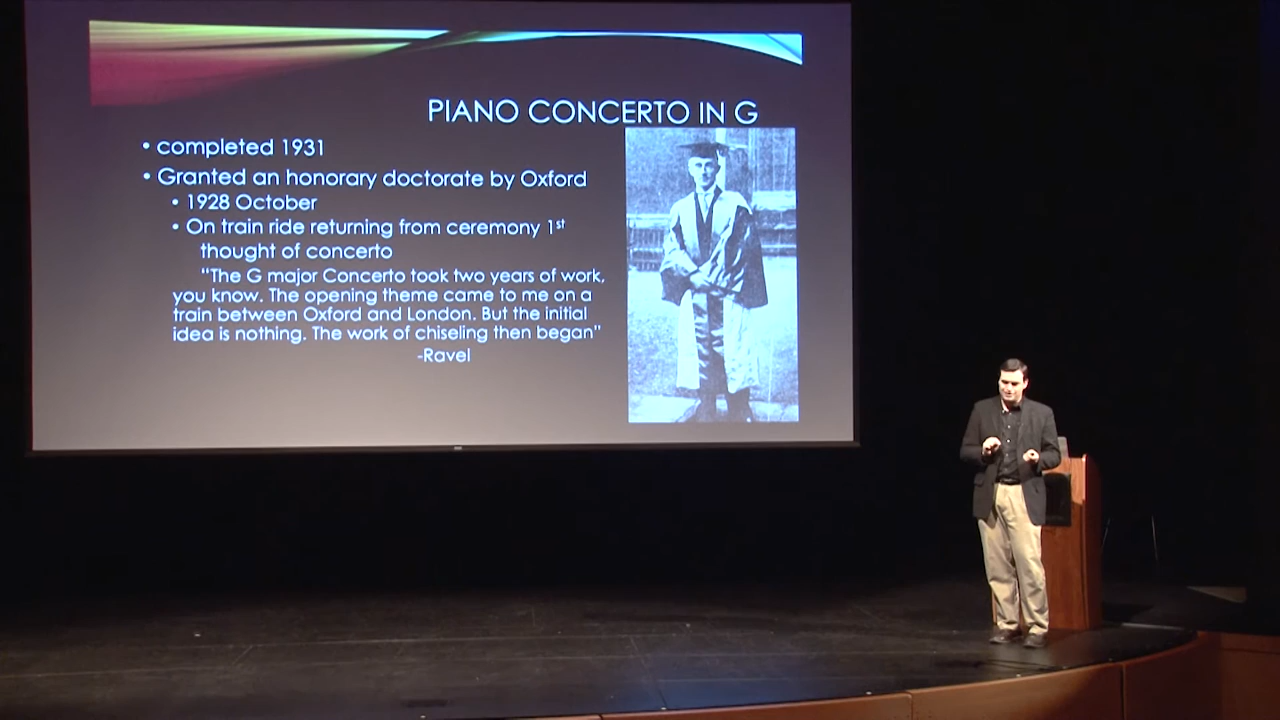 PIANO CONCERTO IN G
• completed 1931
• Granted an honorary doctorate by Oxford
• 1928 October
• On train ride returning from ceremony 1st
thought of concerto
"The G major Concerto took two years of work,
you know. The opening theme came to me on a
train between Oxford and London. But the initial
idea is nothing. The work of chiseling then began"
-Ravel